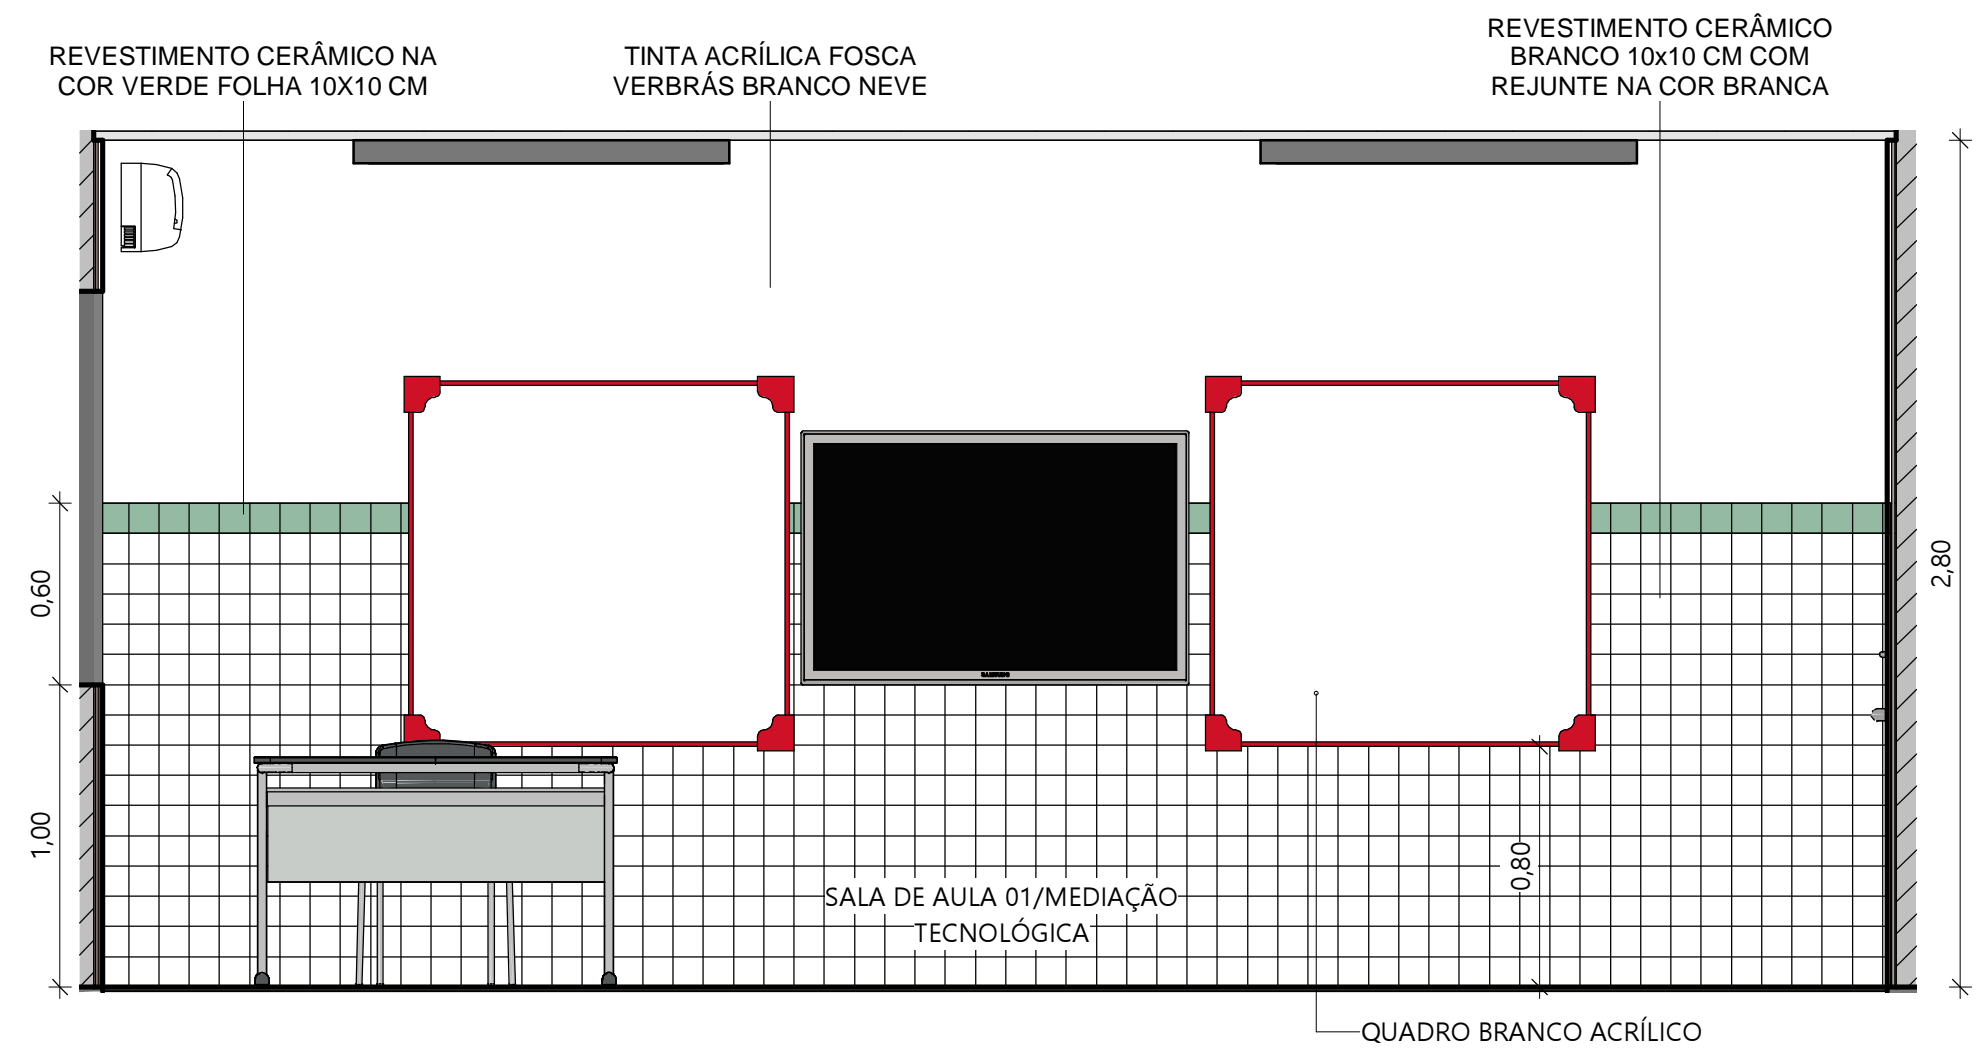 REVESTIMENTO CERÂMICO NA
COR VERDE FOLHA 10X10 CM
TINTA ACRÍLICA FOSCA
VERBRÁS BRANCO NEVE
REVESTIMENTO CERÂMICO
BRANCO 10x10 CM COM
REJUNTE NA COR BRANCA
0,60
1,00
2,80
SAMSUNG
0,80
SALA DE AULA 01/MEDIAÇÃO
TECNOLÓGICA
QUADRO BRANCO ACRÍLICO